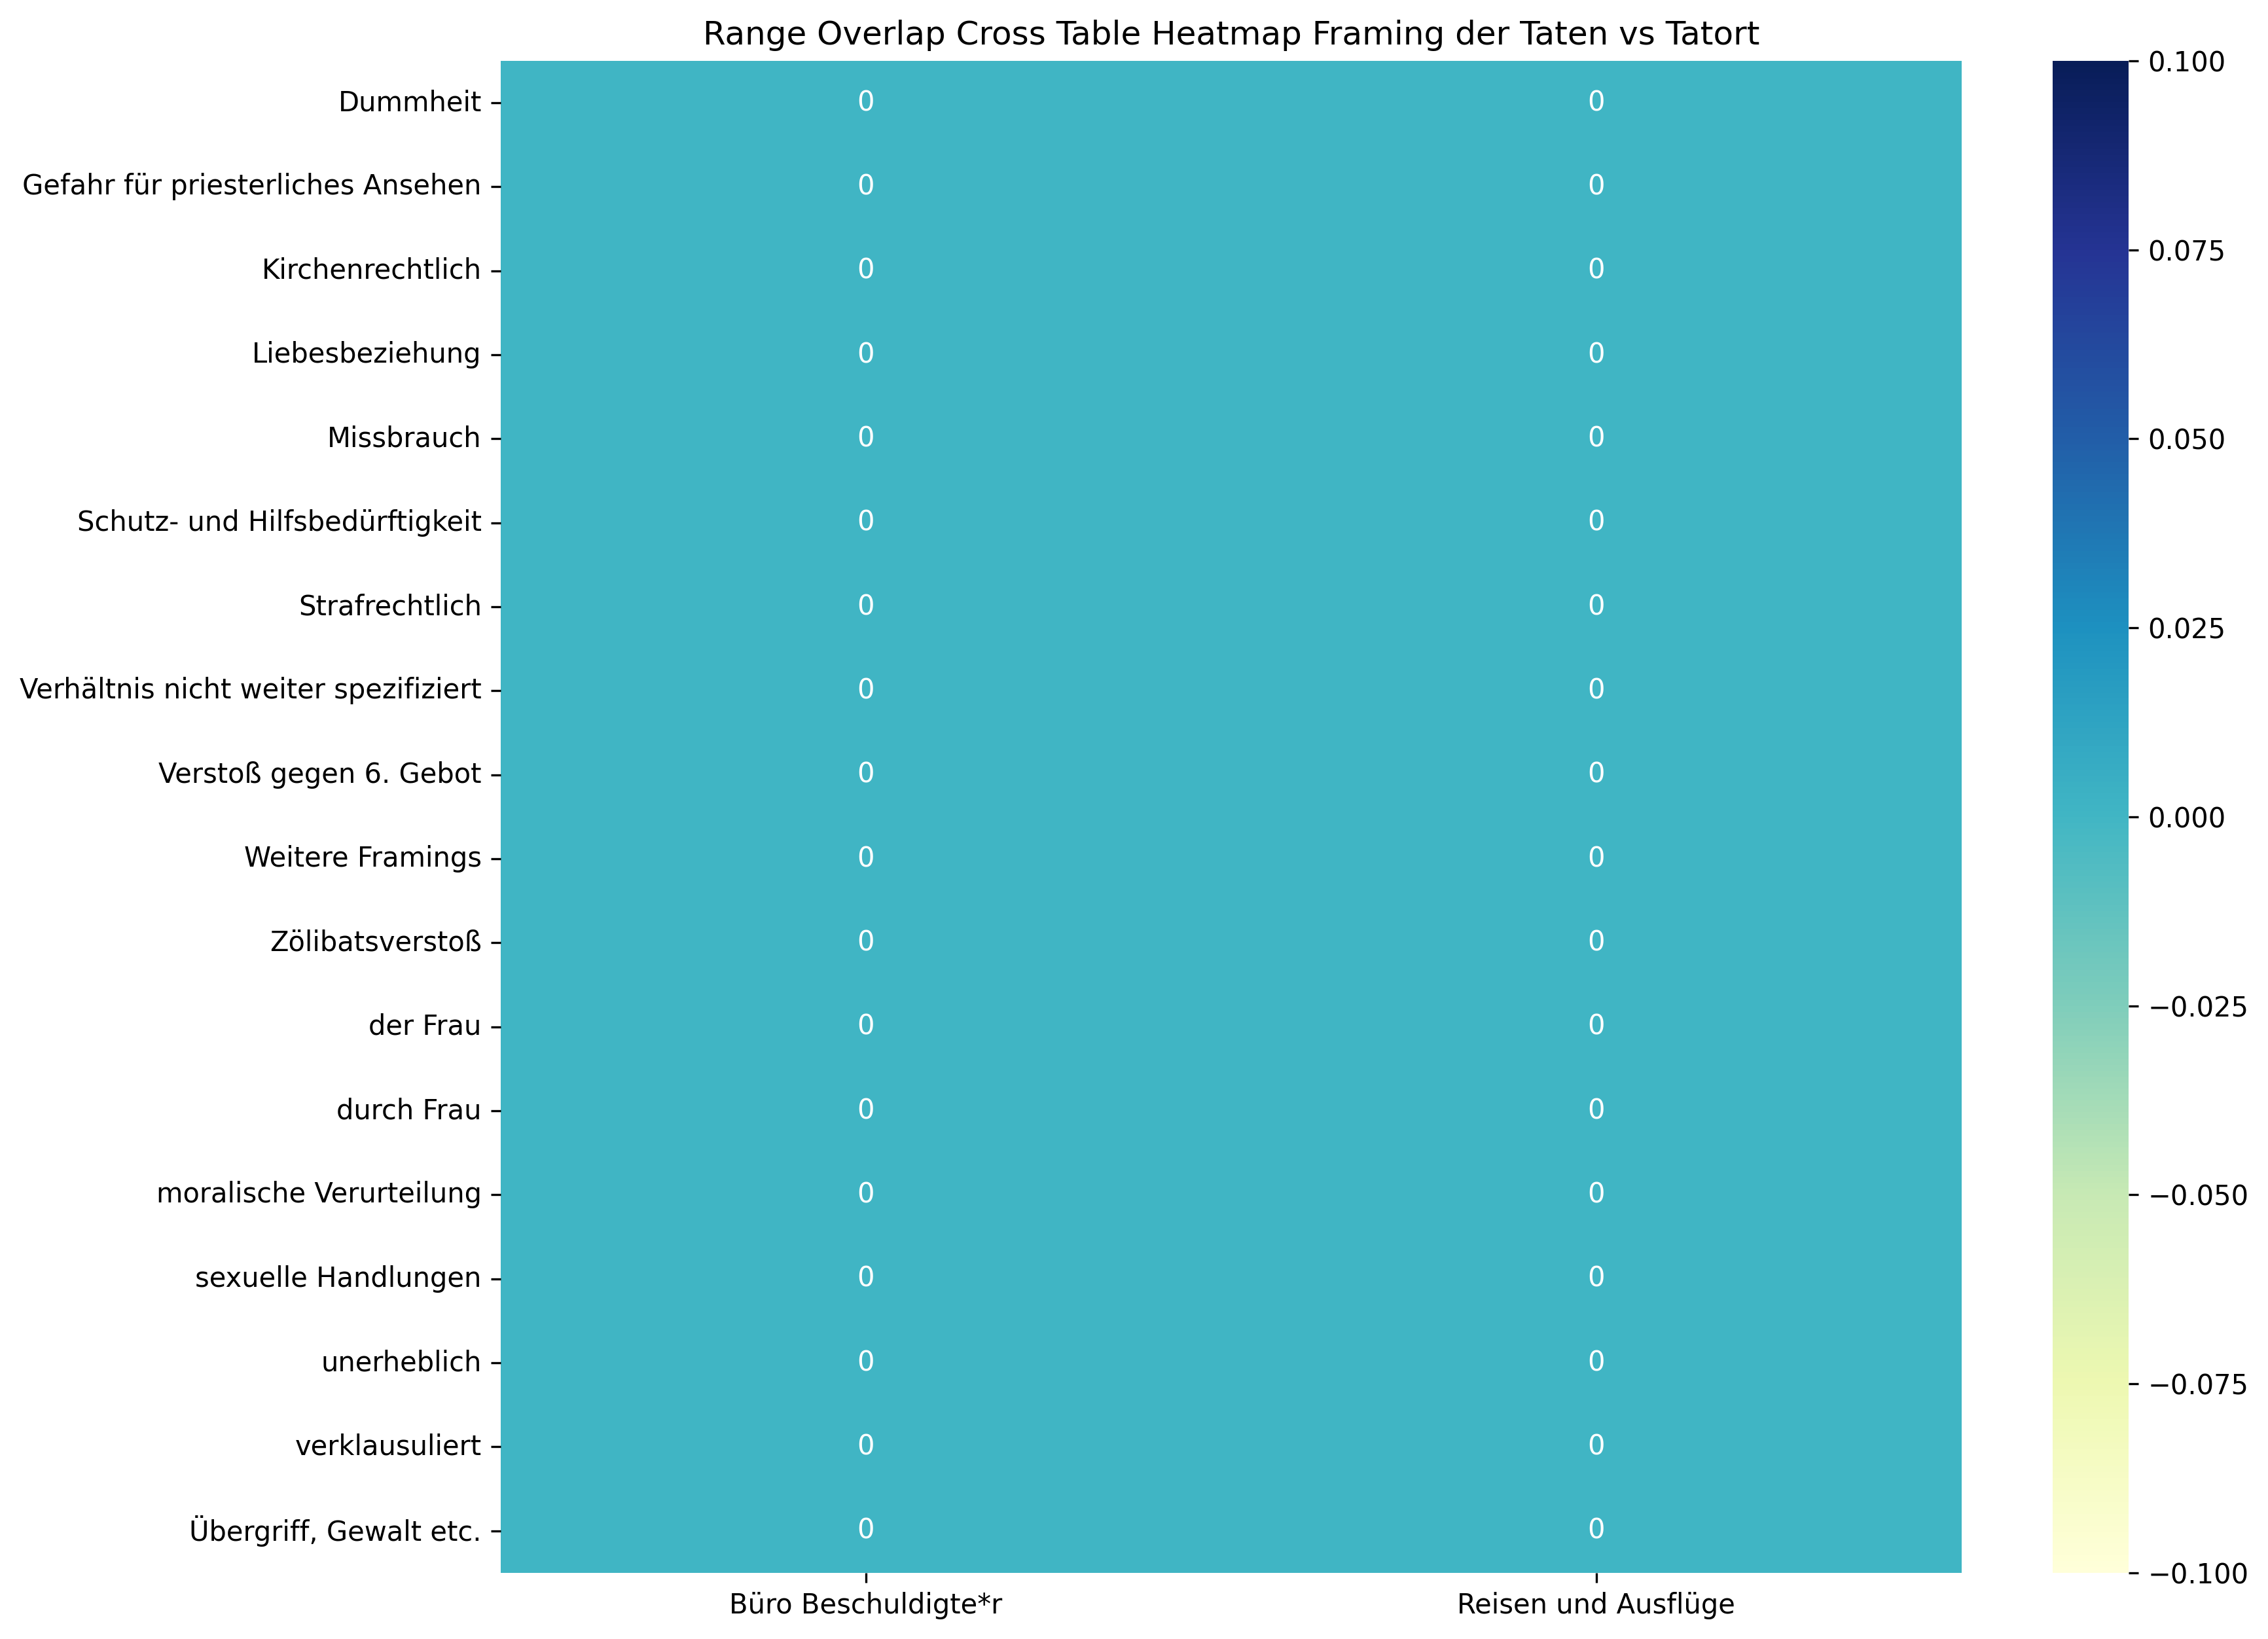 Range Overlap Cross Table Heatmap Framing der Taten vs Tatort
Dummheit 0 0
Gefahr für priesterliches Ansehen 0 0
Kirchenrechtlich 0 0
Liebesbeziehung 0 0
Missbrauch 0 0
Schutz- und Hilfsbedürftigkeit 0 0
Strafrechtlich 0 0
Verhältnis nicht weiter spezifiziert 0 0
Verstoß gegen 6. Gebot 0 0
Weitere Framings 0 0
Zölibatsverstoß 0 0
der Frau 0 0
durch Frau 0 0
moralische Verurteilung 0 0
sexuelle Handlungen 0 0
unerheblich 0 0
verklausuliert 0 0
Übergriff, Gewalt etc. 0 0
Büro Beschuldigte*r Reisen und Ausflüge
0.100
0.075
0.050
0.025
0.000
−0.025
−0.050
−0.075
−0.100